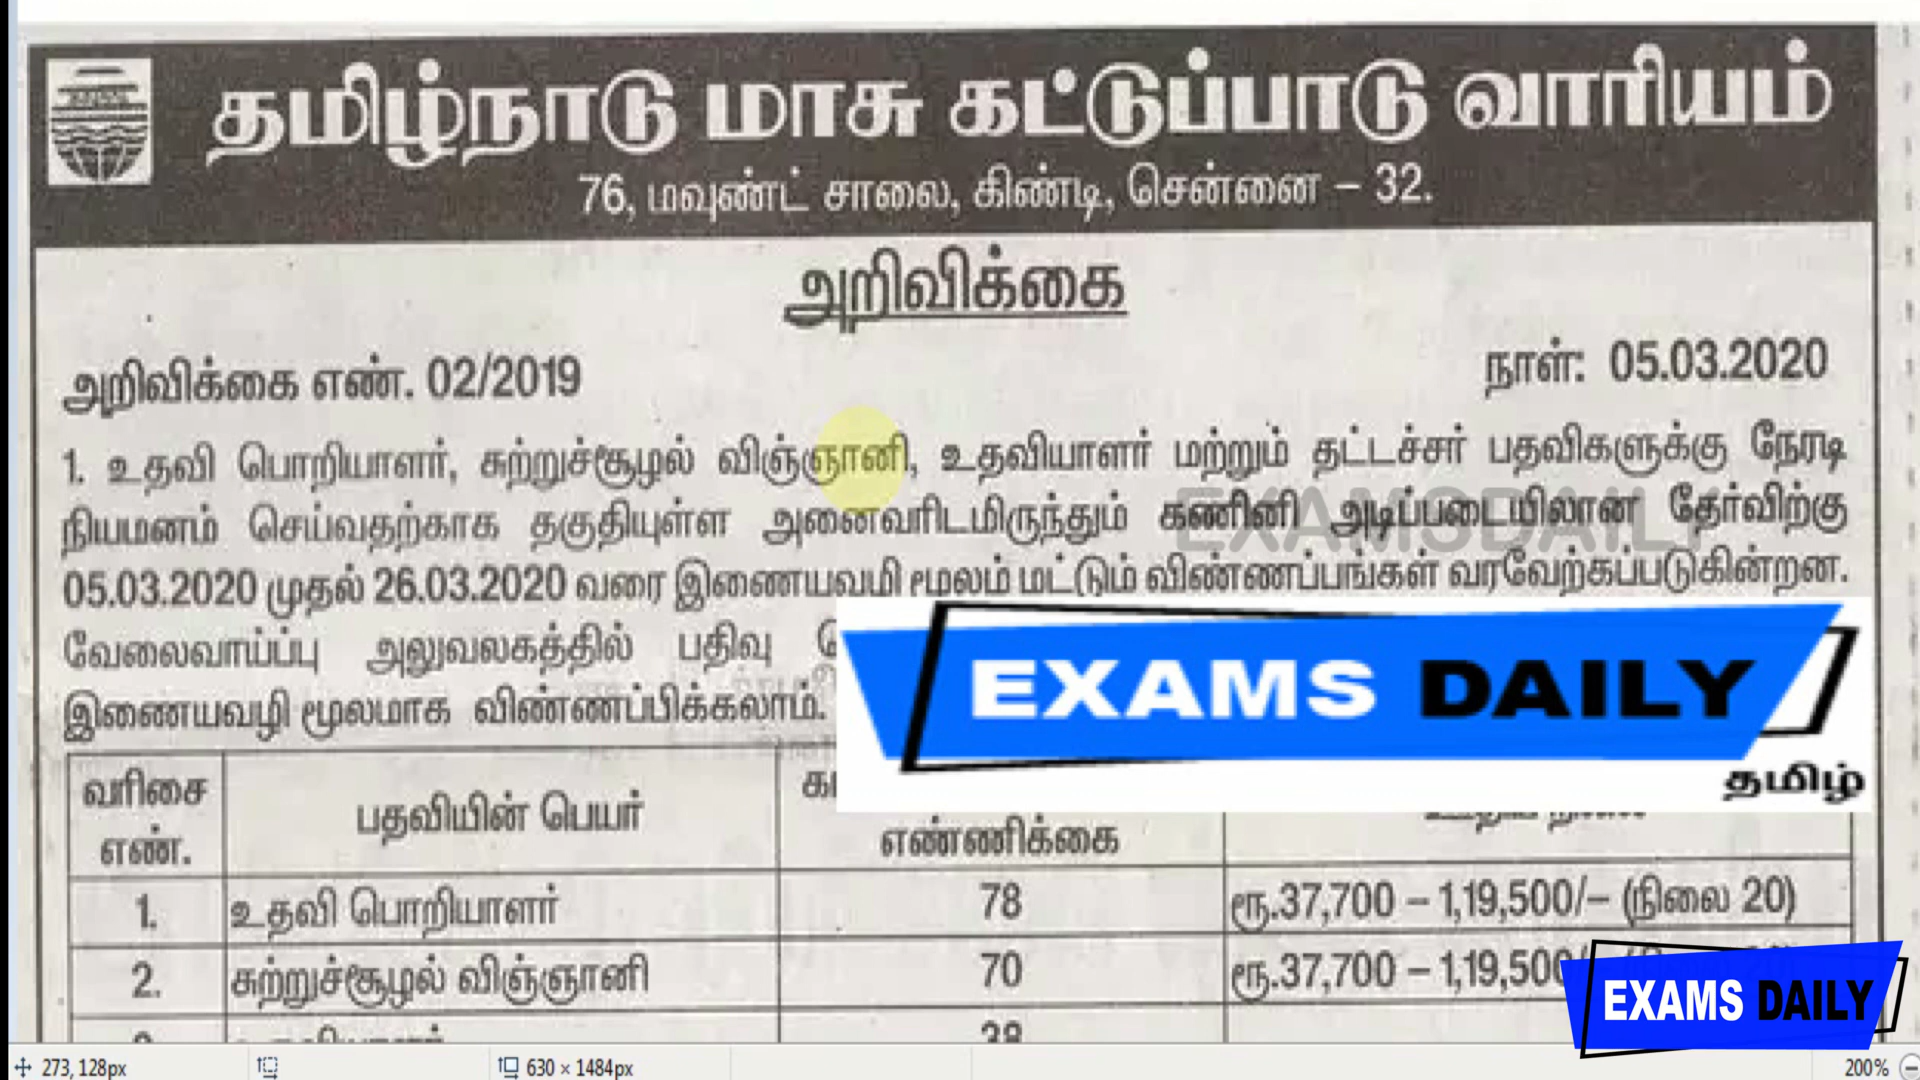 தமிழ்நாடு மாசு கட்டுப்பாடு வாரியம்
76, மவுண்ட் சாலை, கிண்டி, சென்னை – 32.
அறிவிக்கை
அறிவிக்கை எண். 02/2019
நாள்: 05.03.2020
1. உதவி பொறியாளர், சுற்றுச்சூழல் விஞ்ஞானி, உதவியாளர் மற்றும் தட்டச்சர் பதவிகளுக்கு நேரடி
நியமனம் செய்வதற்காக தகுதியுள்ள அனைவரிடமிருந்தும் கணினி அடிப்படையிலான தேர்விற்கு
EXAMSDAILY
05.03.2020 முதல் 26.03.2020 வரை இணையவழி மூலம் மட்டும் விண்ணப்பங்கள் வரவேற்கப்படுகின்றன.
வேலைவாய்ப்பு அலுவலகத்தில் பதிவு
இணையவழி மூலமாக விண்ணப்பிக்கலாம்.
EXAMS DAILY
தமிழ்
வரிசை எண்.
பதவியின் பெயர்
எண்ணிக்கை
1. உதவி பொறியாளர் 78 ரூ.37,700 – 1,19,500/– (நிலை 20)
2. சுற்றுச்சூழல் விஞ்ஞானி 70 ரூ.37,700 – 1,19,500
உதவியாளர் 38
EXAMS DAILY
273, 128px
630 × 1484px
200%